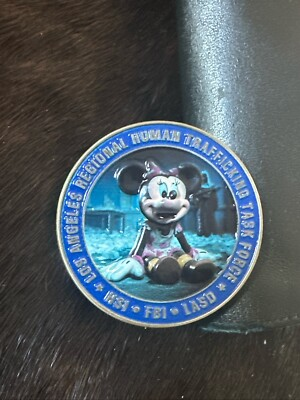 ★ LOS ANGELES REGIONAL HUMAN TRAFFICKING TASK FORCE ★
HSI • FBI • LASD